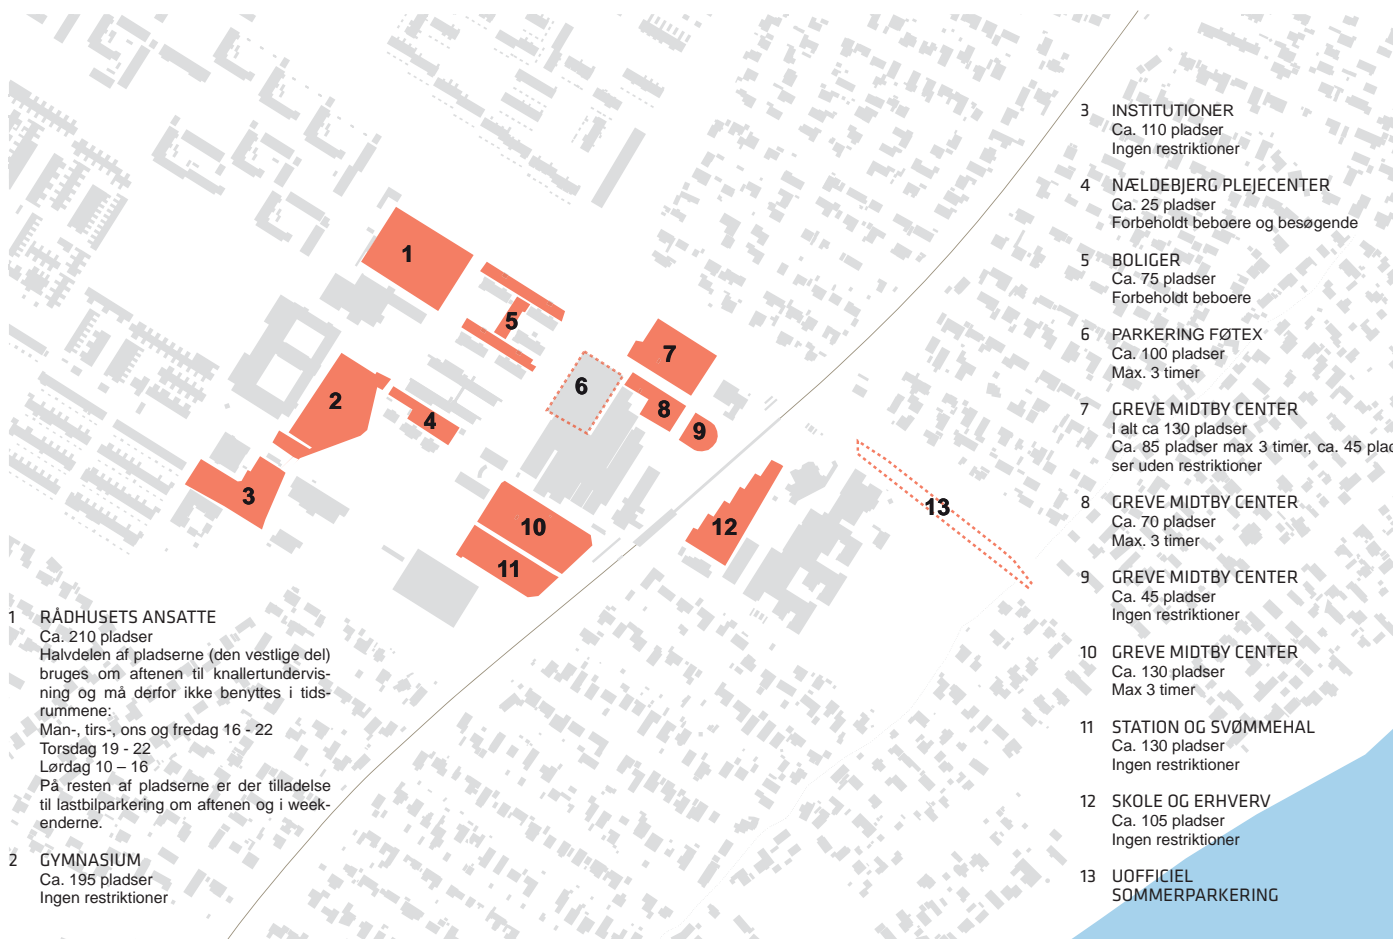 1
2
3
4
5
6
7
8
9
10
11
12
13
1 RÅDHUSETS ANSATTE
Ca. 210 pladser
Halvdelen af pladserne (den vestlige del)
bruges om aftenen til knallertundervis-
ning og må derfor ikke benyttes i tids-
rummene:
Man-, tirs-, ons og fredag 16 - 22
Torsdag 19 - 22
Lørdag 10 – 16
På resten af pladserne er der tilladelse
til lastbilparkering om aftenen og i week-
enderne.
2 GYMNASIUM
Ca. 195 pladser
Ingen restriktioner
3 INSTITUTIONER
Ca. 110 pladser
Ingen restriktioner
4 NÆLDEBJERG PLEJECENTER
Ca. 25 pladser
Forbeholdt beboere og besøgende
5 BOLIGER
Ca. 75 pladser
Forbeholdt beboere
6 PARKERING FØTEX
Ca. 100 pladser
Max. 3 timer
7 GREVE MIDTBY CENTER
I alt ca 130 pladser
Ca. 85 pladser max 3 timer, ca. 45 plad
ser uden restriktioner
8 GREVE MIDTBY CENTER
Ca. 70 pladser
Max. 3 timer
9 GREVE MIDTBY CENTER
Ca. 45 pladser
Ingen restriktioner
10 GREVE MIDTBY CENTER
Ca. 130 pladser
Max 3 timer
11 STATION OG SVØMMEHAL
Ca. 130 pladser
Ingen restriktioner
12 SKOLE OG ERHVERV
Ca. 105 pladser
Ingen restriktioner
13 UOFFICIEL
SOMMERPARKERING